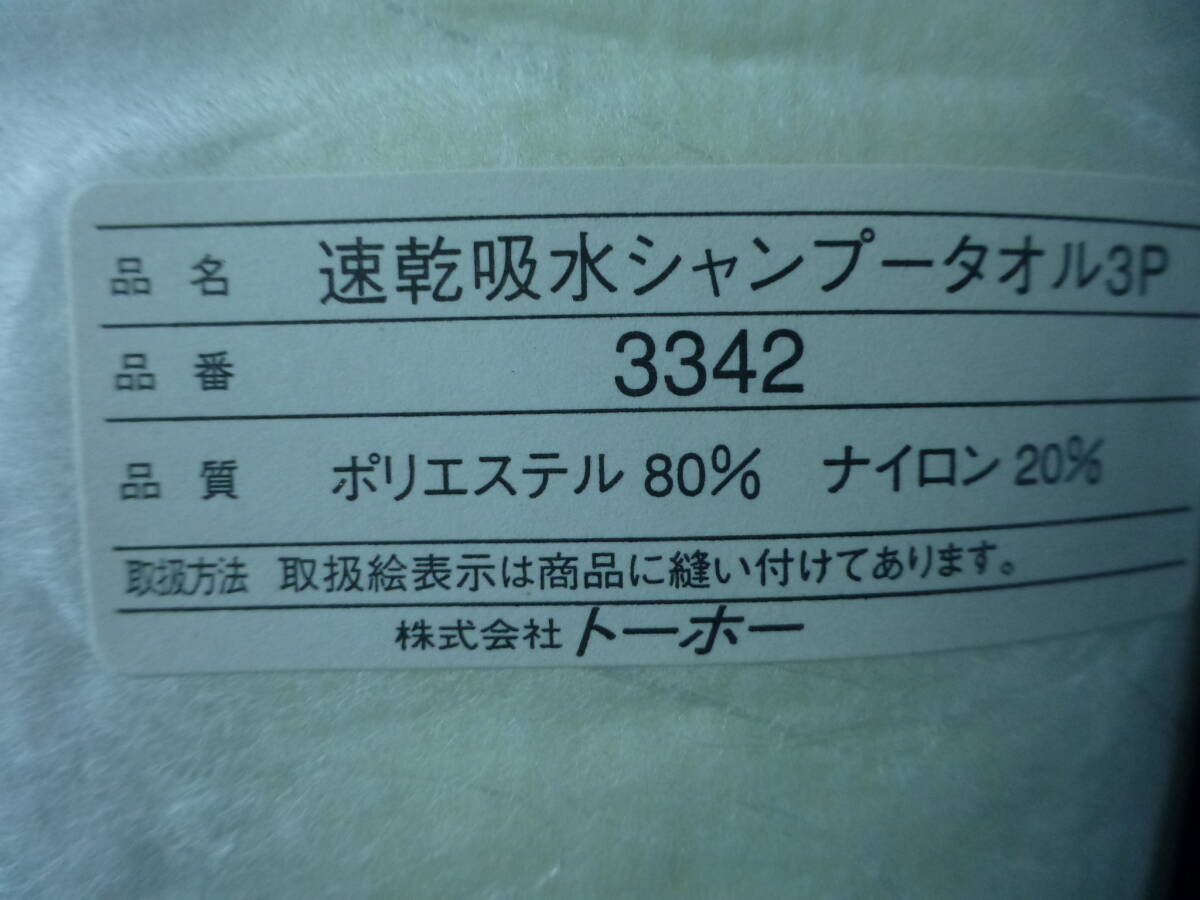 品名 速乾吸水シャンプータオル3P
品番 3342
品質 ポリエステル 80% ナイロン 20%
取扱方法 取扱絵表示は商品に縫い付けてあります。
株式会社 トーホー